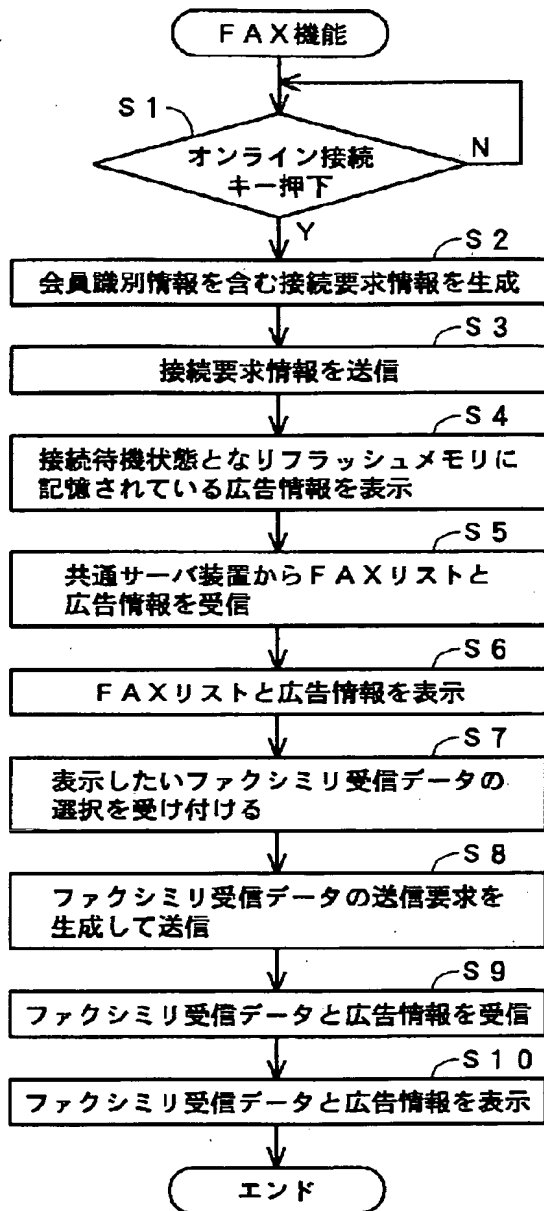 FAX機能
S1
オンライン接続
キー押下
N
Y
S2
会員識別情報を含む接続要求情報を生成
S3
接続要求情報を送信
S4
接続待機状態となりフラッシュメモリに
記憶されている広告情報を表示
S5
共通サーバ装置からFAXリストと
広告情報を受信
S6
FAXリストと広告情報を表示
S7
表示したいファクシミリ受信データの
選択を受け付ける
S8
ファクシミリ受信データの送信要求を
生成して送信
S9
ファクシミリ受信データと広告情報を受信
S10
ファクシミリ受信データと広告情報を表示
エンド